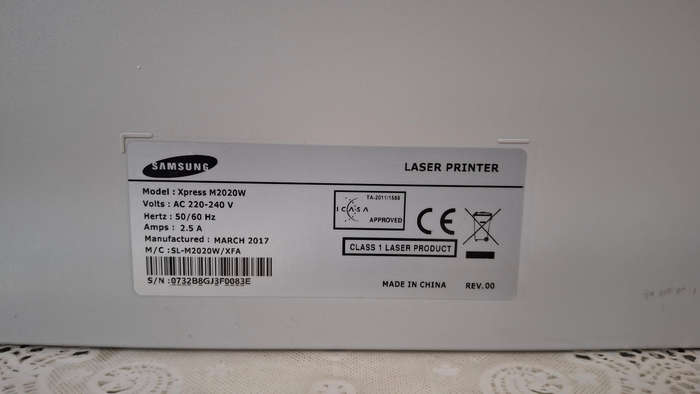 SAMSUNG
LASER PRINTER
Model : Xpress M2020W
Volts : AC 220-240 V
Hertz : 50/60 Hz
Amps : 2.5 A
Manufactured : MARCH 2017
M/C : SL-M2020W/XFA
S/N : 0732B8GJ3F0083E
TA-2011/1588
ICASA
APPROVED
CE
CLASS 1 LASER PRODUCT
MADE IN CHINA
REV.00